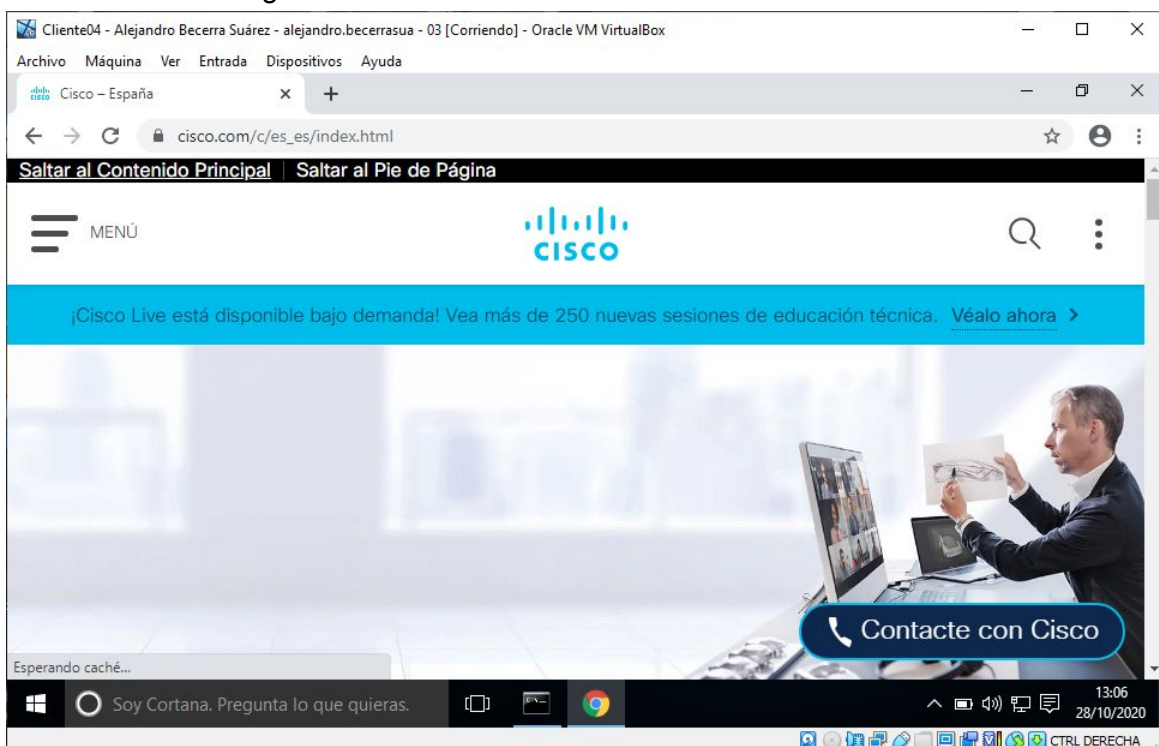 Cliente04 - Alejandro Becerra Suárez - alejandro.becerrasua - 03 [Corriendo] - Oracle VM VirtualBox
Archivo Máquina Ver Entrada Dispositivos Ayuda
Cisco – España
cisco.com/c/es_es/index.html
Saltar al Contenido Principal Saltar al Pie de Página
MENÚ
CISCO
¡Cisco Live está disponible bajo demanda! Vea más de 250 nuevas sesiones de educación técnica. Véalo ahora
Contacte con Cisco
Esperando caché...
Soy Cortana. Pregunta lo que quieras.
13:06
28/10/2020
CTRL DERECHA